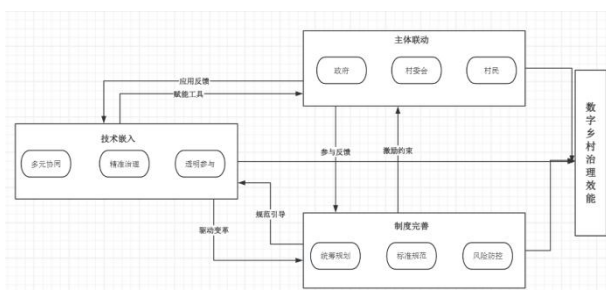 主体联动
政府 村委会 村民
应用反馈
赋能工具
技术嵌入
多元协同 精准治理 透明参与
参与反馈
激励约束
规范引导
驱动变革
制度完善
统筹规划 标准规范 风险防控
数字乡村治理效能